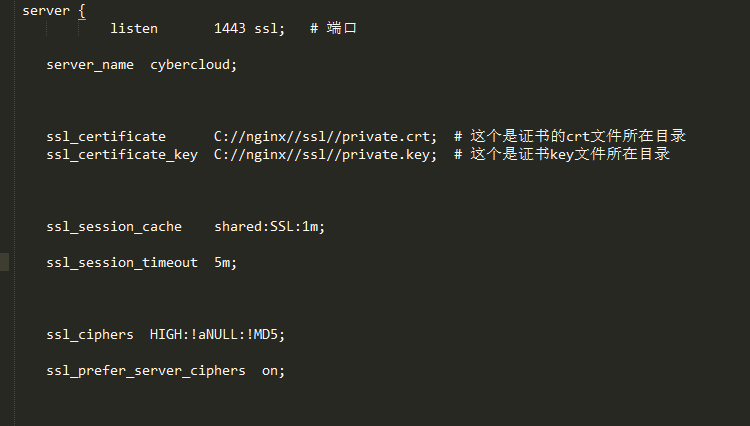 server {
listen 1443 ssl; # 端口
server_name cybercloud;
ssl_certificate C://nginx//ssl//private.crt; # 这个是证书的crt文件所在目录
ssl_certificate_key C://nginx//ssl//private.key; # 这个是证书key文件所在目录
ssl_session_cache shared:SSL:1m;
ssl_session_timeout 5m;
ssl_ciphers HIGH:!aNULL:!MD5;
ssl_prefer_server_ciphers on;